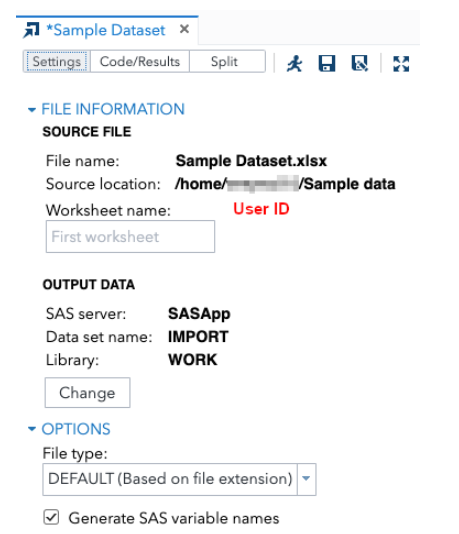 *Sample Dataset ×
Settings Code/Results Split
FILE INFORMATION
SOURCE FILE
File name: Sample Dataset.xlsx
Source location: /home/ /Sample data
Worksheet name: User ID
First worksheet
OUTPUT DATA
SAS server: SASApp
Data set name: IMPORT
Library: WORK
Change
OPTIONS
File type:
DEFAULT (Based on file extension)
Generate SAS variable names